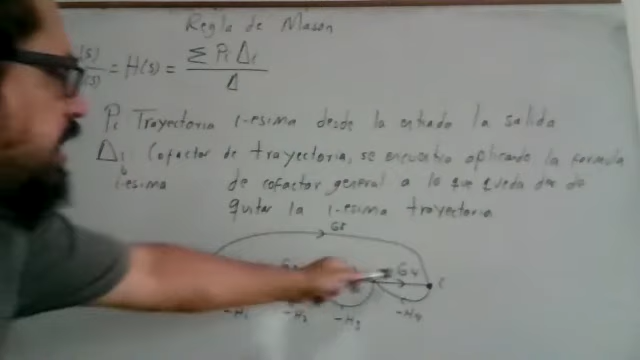 Regla de Mason
(s)/(s) = H(s) = Σ Pi Δi / Δ
Pi Trayectoria i-esima desde la entrada la salida
Δi Cofactor de trayectoria, se encuentra aplicando la formula
i-esima de cofactor general a lo que queda de
quitar la i-esima trayectoria
G5
G4
-H1 -H2 -H3 -H4